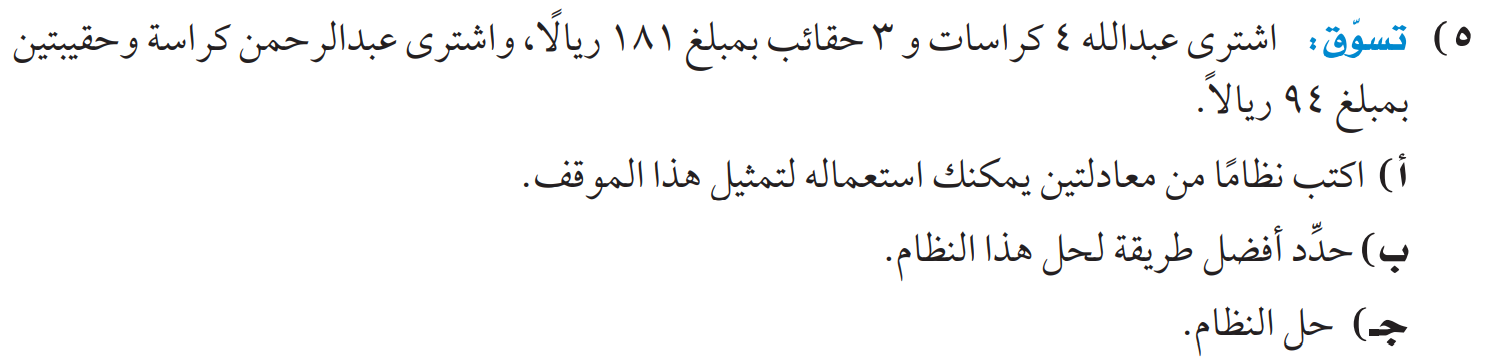 ٥) تسوّق: اشترى عبدالله ٤ كراسات و ٣ حقائب بمبلغ ١٨١ ريالًا، واشترى عبدالرحمن كراسة وحقيبتين
بمبلغ ٩٤ ريالاً.
أ) اكتب نظامًا من معادلتين يمكنك استعماله لتمثيل هذا الموقف.
ب) حدِّد أفضل طريقة لحل هذا النظام.
جـ) حل النظام.